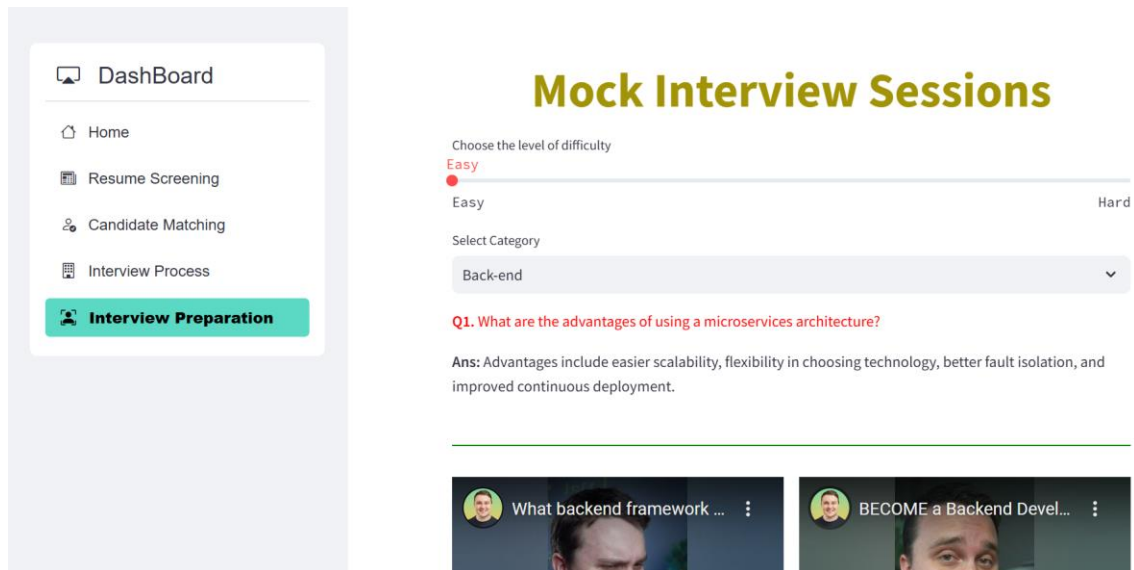 DashBoard
Home
Resume Screening
Candidate Matching
Interview Process
Interview Preparation
Mock Interview Sessions
Choose the level of difficulty
Easy
Easy Hard
Select Category
Back-end
Q1. What are the advantages of using a microservices architecture?
Ans: Advantages include easier scalability, flexibility in choosing technology, better fault isolation, and
improved continuous deployment.
What backend framework ...
BECOME a Backend Devel...